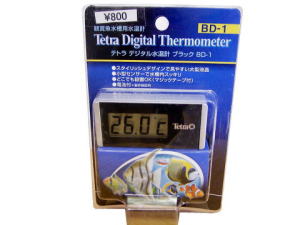 ¥800
観賞魚水槽用水温計
BD-1
Tetra Digital Thermometer
テトラ デジタル水温計 ブラック BD-1
●スタイリッシュデザインで見やすい大型液晶
●小型センサーで水槽内スッキリ
●どこでも設置OK(マジックテープ付)
●電池付
26.0℃
Tetra